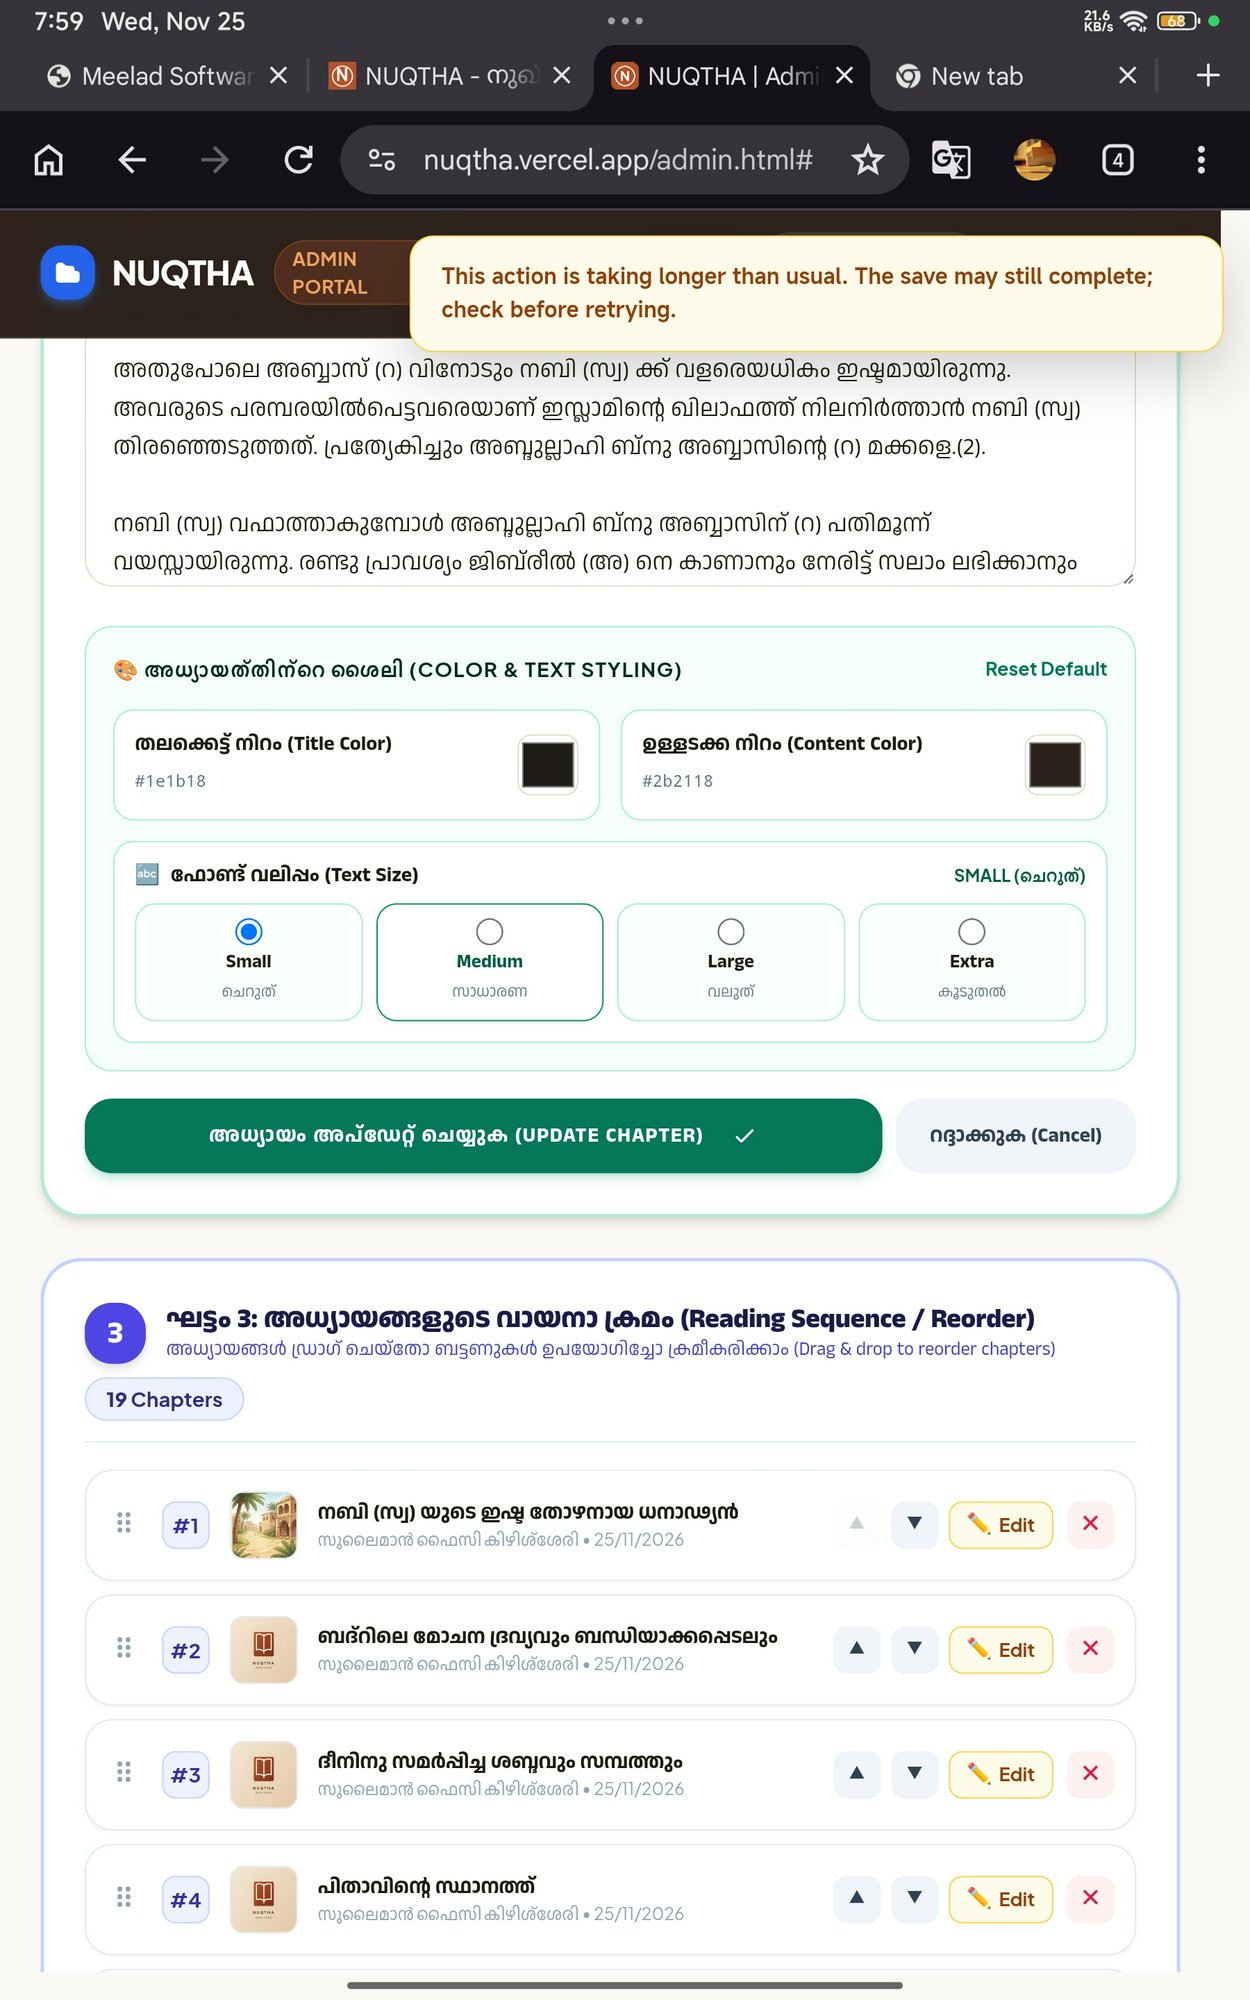 7:59 Wed, Nov 25
21.6 KB/s
68
Meelad Softwar
NUQTHA - നുഖ്
NUQTHA | Admi
New tab
nuqtha.vercel.app/admin.html#
4
NUQTHA
ADMIN
PORTAL
This action is taking longer than usual. The save may still complete;
check before retrying.
അതുപോലെ അബ്ബാസ് (റ) വിനോടും നബി (സ്വ) ക്ക് വളരെയധികം ഇഷ്ടമായിരുന്നു.
അവരുടെ പരമ്പരയിൽപെട്ടവരെയാണ് ഇസ്ലാമിന്റെ ഖിലാഫത്ത് നിലനിർത്താൻ നബി (സ്വ)
തിരഞ്ഞെടുത്തത്. പ്രത്യേകിച്ചും അബ്ദുല്ലാഹി ബ്നു അബ്ബാസിന്റെ (റ) മക്കളെ.(2).
നബി (സ്വ) വഫാത്താകുമ്പോൾ അബ്ദുല്ലാഹി ബ്നു അബ്ബാസിന് (റ) പതിമൂന്ന്
വയസ്സായിരുന്നു. രണ്ടു പ്രാവശ്യം ജിബ്‌രീൽ (അ) നെ കാണാനും നേരിട്ട് സലാം ലഭിക്കാനും
🎨 അധ്യായത്തിന്റെ ശൈലി (COLOR & TEXT STYLING)
Reset Default
തലക്കെട്ട് നിറം (Title Color)
#1e1b18
ഉള്ളടക്ക നിറം (Content Color)
#2b2118
🔤 ഫോണ്ട് വലിപ്പം (Text Size)
SMALL (ചെറുത്)
Small
ചെറുത്
Medium
സാധാരണ
Large
വലുത്
Extra
കൂടുതൽ
അധ്യായം അപ്ഡേറ്റ് ചെയ്യുക (UPDATE CHAPTER) ✓
റദ്ദാക്കുക (Cancel)
3
ഘട്ടം 3: അധ്യായങ്ങളുടെ വായനാ ക്രമം (Reading Sequence / Reorder)
അധ്യായങ്ങൾ ഡ്രാഗ് ചെയ്തോ ബട്ടണുകൾ ഉപയോഗിച്ചോ ക്രമീകരിക്കാം (Drag & drop to reorder chapters)
19 Chapters
#1
നബി (സ്വ) യുടെ ഇഷ്ട തോഴനായ ധനാഢ്യൻ
സുലൈമാൻ ഫൈസി കിഴിശ്ശേരി • 25/11/2026
▲ ▼ ✏️ Edit ✕
#2
ബദ്റിലെ മോചന ദ്രവ്യവും ബന്ധിയാക്കപ്പെടലും
സുലൈമാൻ ഫൈസി കിഴിശ്ശേരി • 25/11/2026
▲ ▼ ✏️ Edit ✕
#3
ദീനിനു സമർപ്പിച്ച ശബ്ദവും സമ്പത്തും
സുലൈമാൻ ഫൈസി കിഴിശ്ശേരി • 25/11/2026
▲ ▼ ✏️ Edit ✕
#4
പിതാവിന്റെ സ്ഥാനത്ത്
സുലൈമാൻ ഫൈസി കിഴിശ്ശേരി • 25/11/2026
▲ ▼ ✏️ Edit ✕